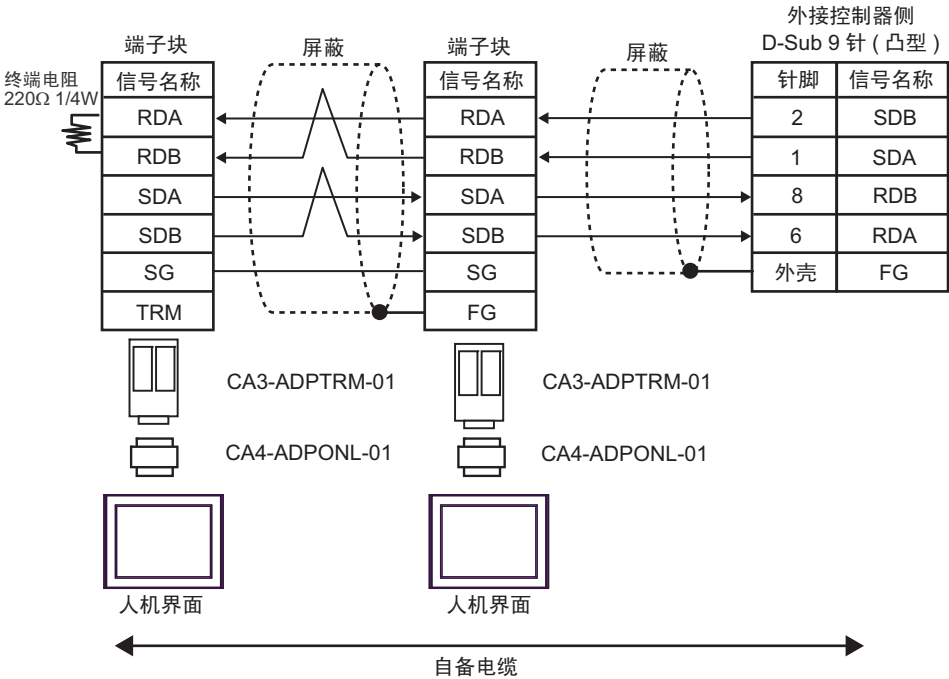 外接控制器侧
D-Sub 9 针 ( 凸型 )
端子块
屏蔽
端子块
屏蔽
终端电阻
220Ω 1/4W
信号名称
信号名称
针脚 信号名称
RDA
RDA
2 SDB
RDB
RDB
1 SDA
SDA
SDA
8 RDB
SDB
SDB
6 RDA
SG
SG
外壳 FG
TRM
FG
CA3-ADPTRM-01
CA3-ADPTRM-01
CA4-ADPONL-01
CA4-ADPONL-01
人机界面
人机界面
自备电缆